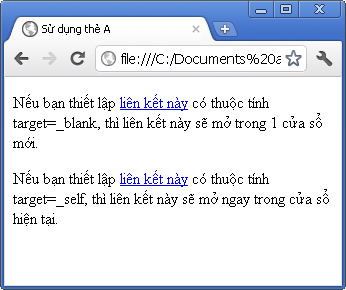 Sử dụng thẻ A
file:///C:/Documents%20a
Nếu bạn thiết lâp liên kết này có thuộc tính
target=_blank, thì liên kết này sẽ mở trong 1 cửa sổ
mới.
Nếu bạn thiết lâp liên kết này có thuộc tính
target=_self, thì liên kết này sẽ mở ngay trong cửa sổ
hiện tại.